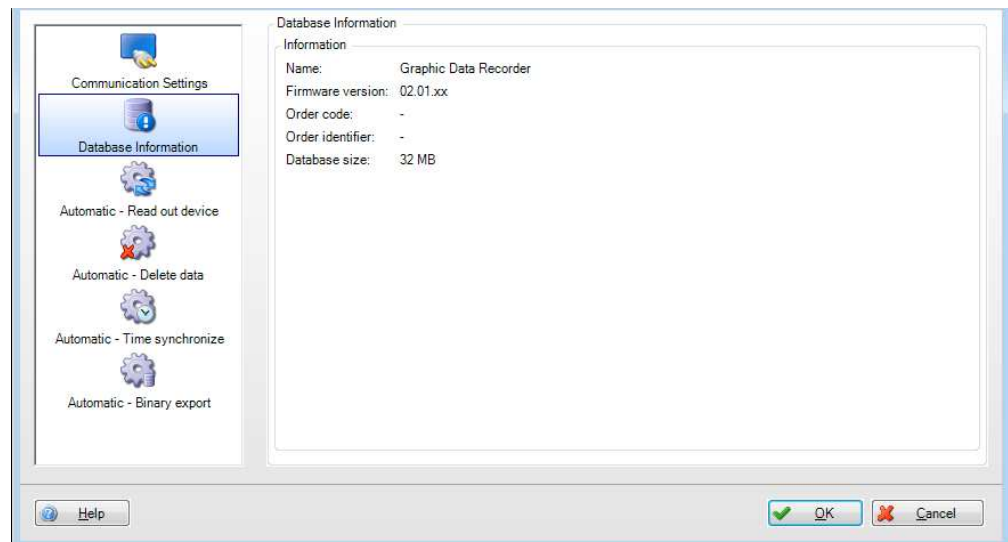 Communication Settings
Database Information
Automatic - Read out device
Automatic - Delete data
Automatic - Time synchronize
Automatic - Binary export
Database Information
Information
Name: Graphic Data Recorder
Firmware version: 02.01.xx
Order code: -
Order identifier: -
Database size: 32 MB
Help
OK
Cancel